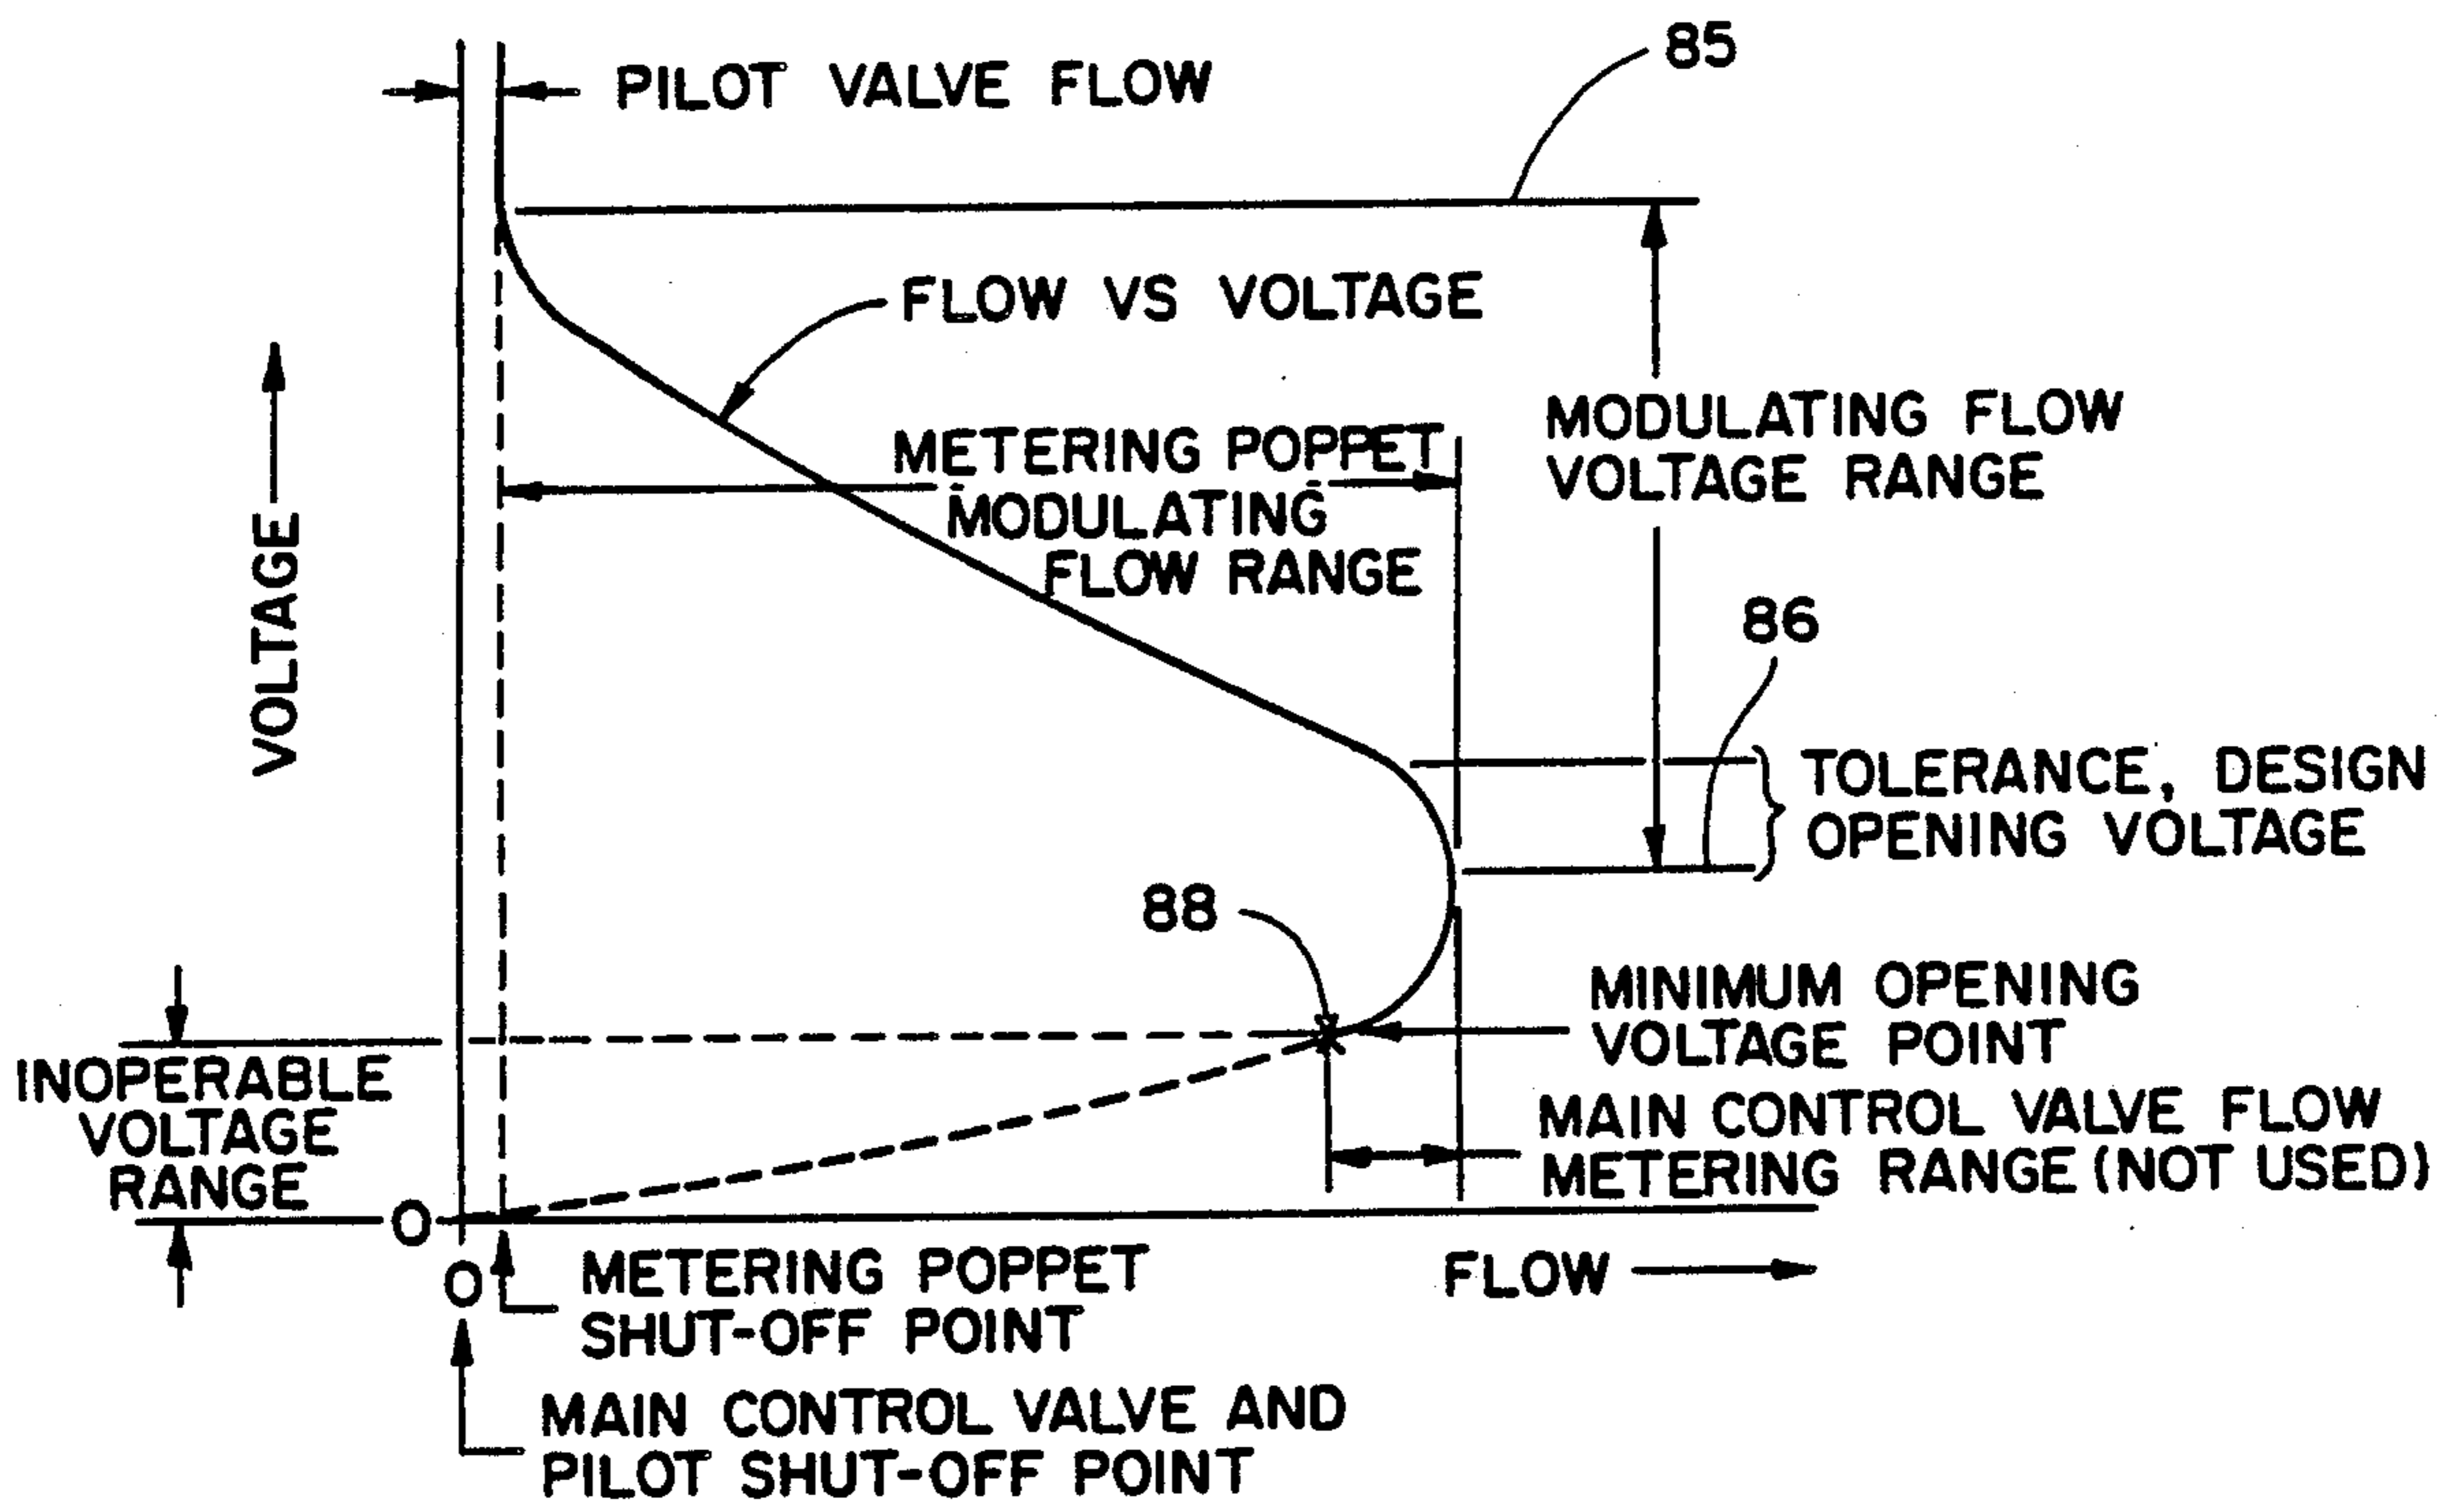 85
PILOT VALVE FLOW
FLOW VS VOLTAGE
MODULATING FLOW
VOLTAGE RANGE
METERING POPPET
MODULATING
FLOW RANGE
VOLTAGE
86
TOLERANCE, DESIGN
OPENING VOLTAGE
88
MINIMUM OPENING
VOLTAGE POINT
INOPERABLE
VOLTAGE
RANGE
MAIN CONTROL VALVE FLOW
METERING RANGE (NOT USED)
O
O
METERING POPPET
SHUT-OFF POINT
FLOW
MAIN CONTROL VALVE AND
PILOT SHUT-OFF POINT